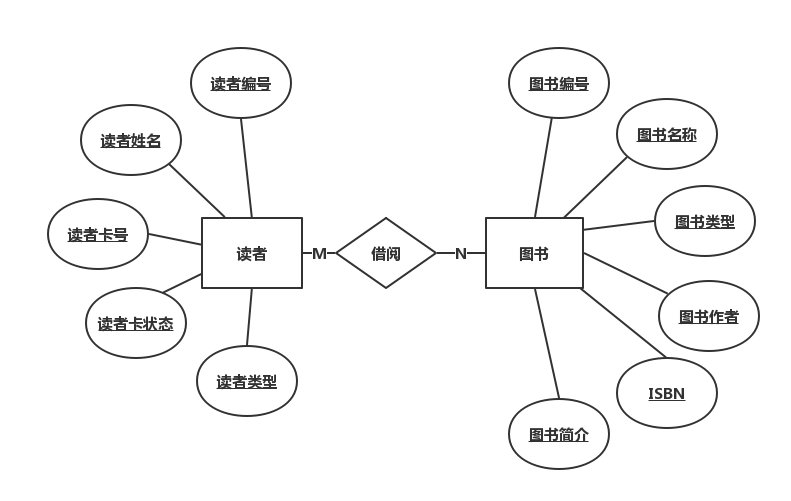 读者编号
图书编号
读者姓名
图书名称
读者卡号
图书类型
读者
M
借阅
N
图书
读者卡状态
图书作者
读者类型
ISBN
图书简介